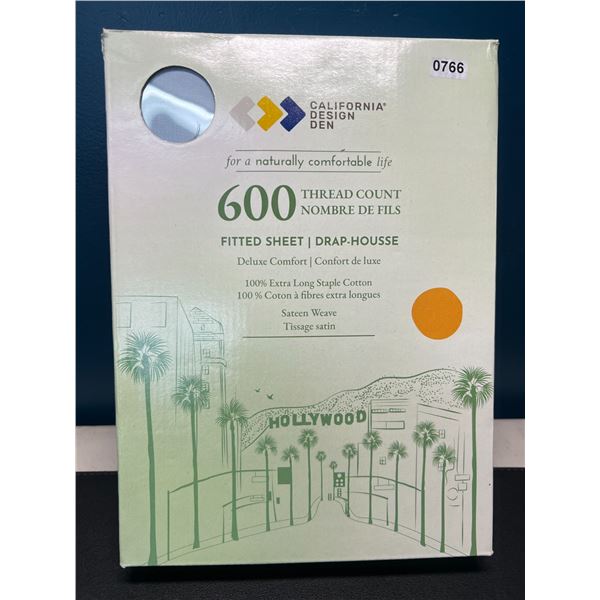 0766
CALIFORNIA®
DESIGN
DEN
for a naturally comfortable life
600 THREAD COUNT
NOMBRE DE FILS
FITTED SHEET | DRAP-HOUSSE
Deluxe Comfort | Confort de luxe
100% Extra Long Staple Cotton
100 % Coton à fibres extra longues
Sateen Weave
Tissage satin
HOLLYWOOD